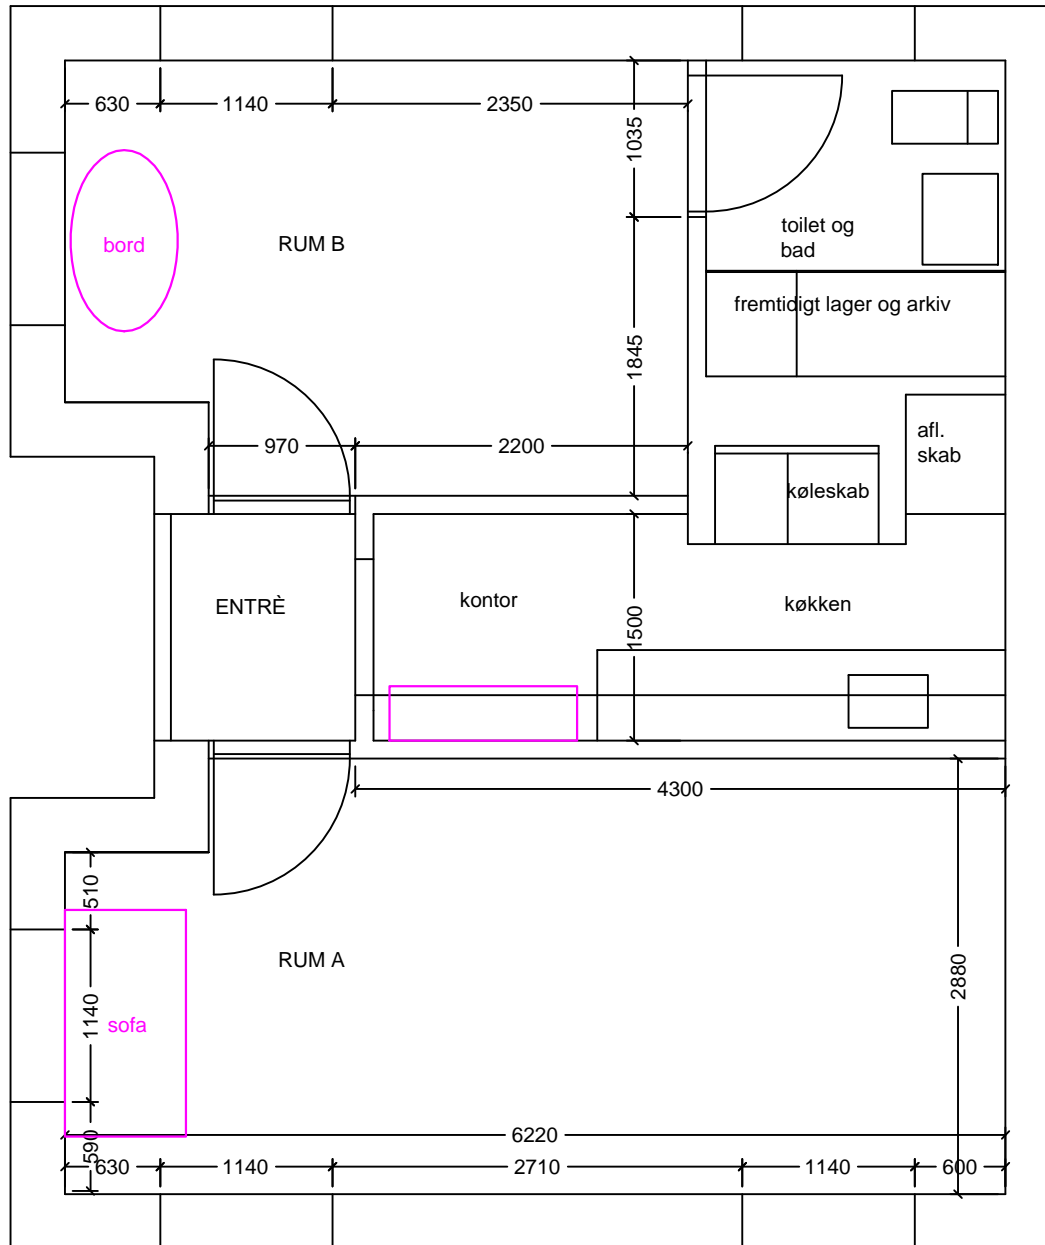 630
1140
2350
1035
bord
RUM B
toilet og
bad
fremtidigt lager og arkiv
1845
970
2200
afl.
skab
køleskab
ENTRÈ
kontor
køkken
1500
4300
510
RUM A
2880
1140
sofa
590
6220
630
1140
2710
1140
600